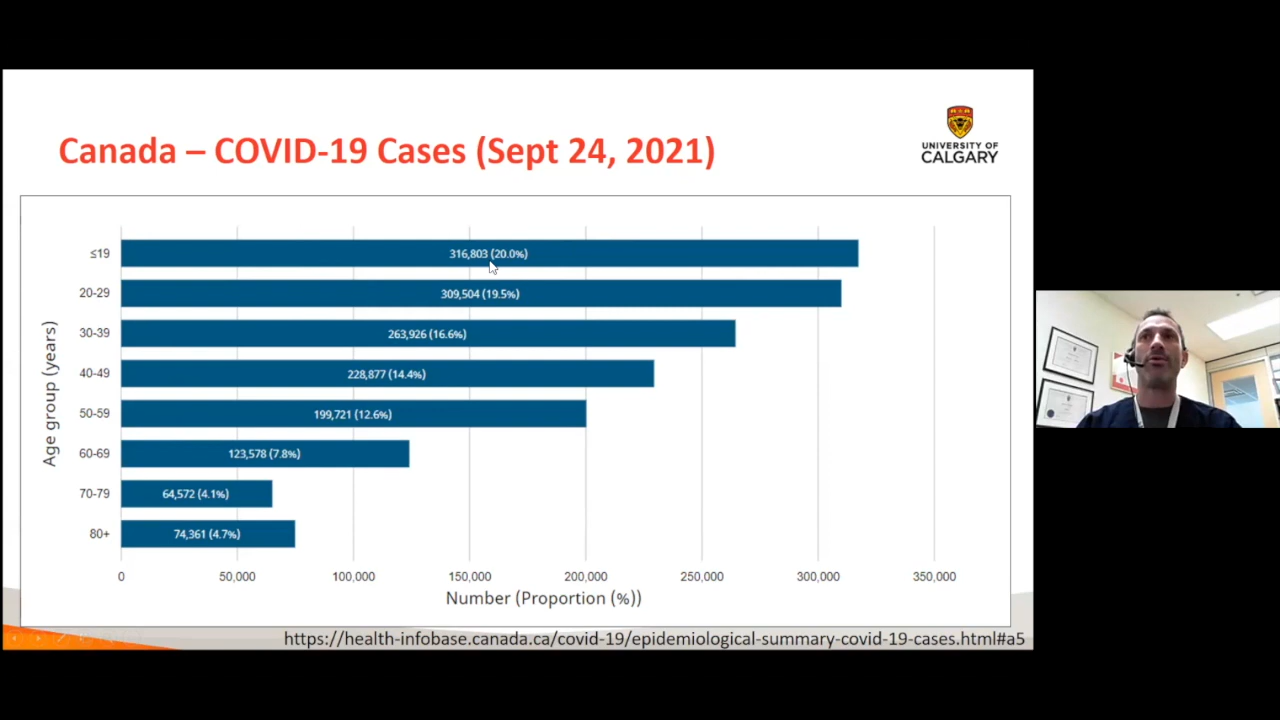 Canada – COVID-19 Cases (Sept 24, 2021)
UNIVERSITY OF
CALGARY
Age group (years)
≤19
316,803 (20.0%)
20-29
309,504 (19.5%)
30-39
263,926 (16.6%)
40-49
228,877 (14.4%)
50-59
199,721 (12.6%)
60-69
123,578 (7.8%)
70-79
64,572 (4.1%)
80+
74,361 (4.7%)
0 50,000 100,000 150,000 200,000 250,000 300,000 350,000
Number (Proportion (%))
https://health-infobase.canada.ca/covid-19/epidemiological-summary-covid-19-cases.html#a5